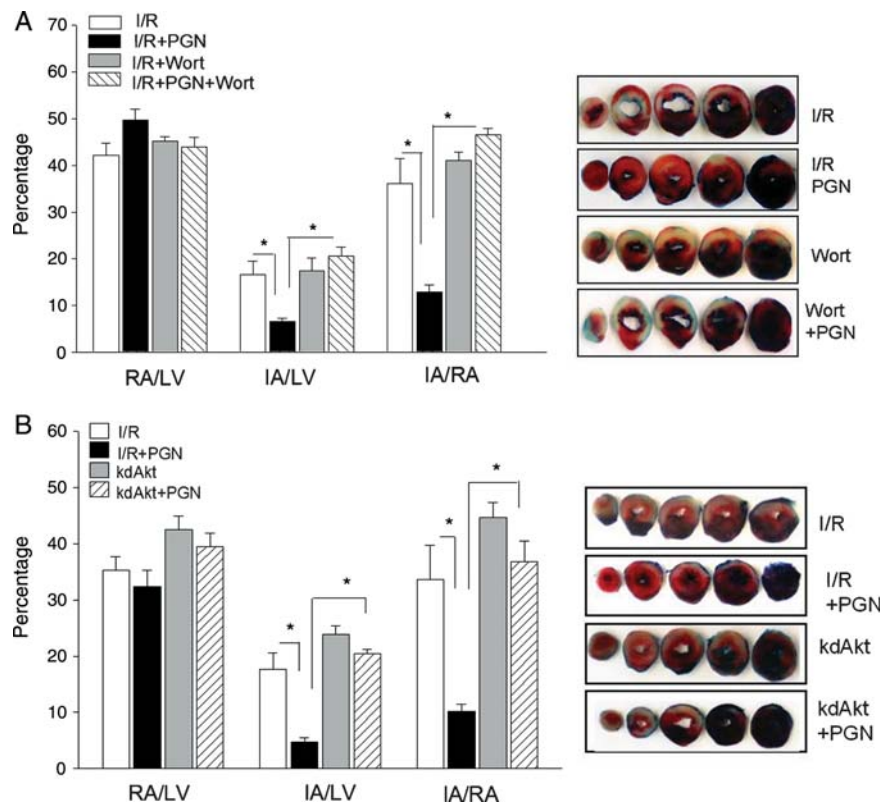 A
I/R
I/R+PGN
I/R+Wort
I/R+PGN+Wort
70
60
50
40
30
20
10
0
Percentage
* * * *
RA/LV IA/LV IA/RA
I/R
I/R
PGN
Wort
Wort
+PGN
B
I/R
I/R+PGN
kdAkt
kdAkt+PGN
60
50
40
30
20
10
0
Percentage
* * * *
RA/LV IA/LV IA/RA
I/R
I/R
+PGN
kdAkt
kdAkt
+PGN